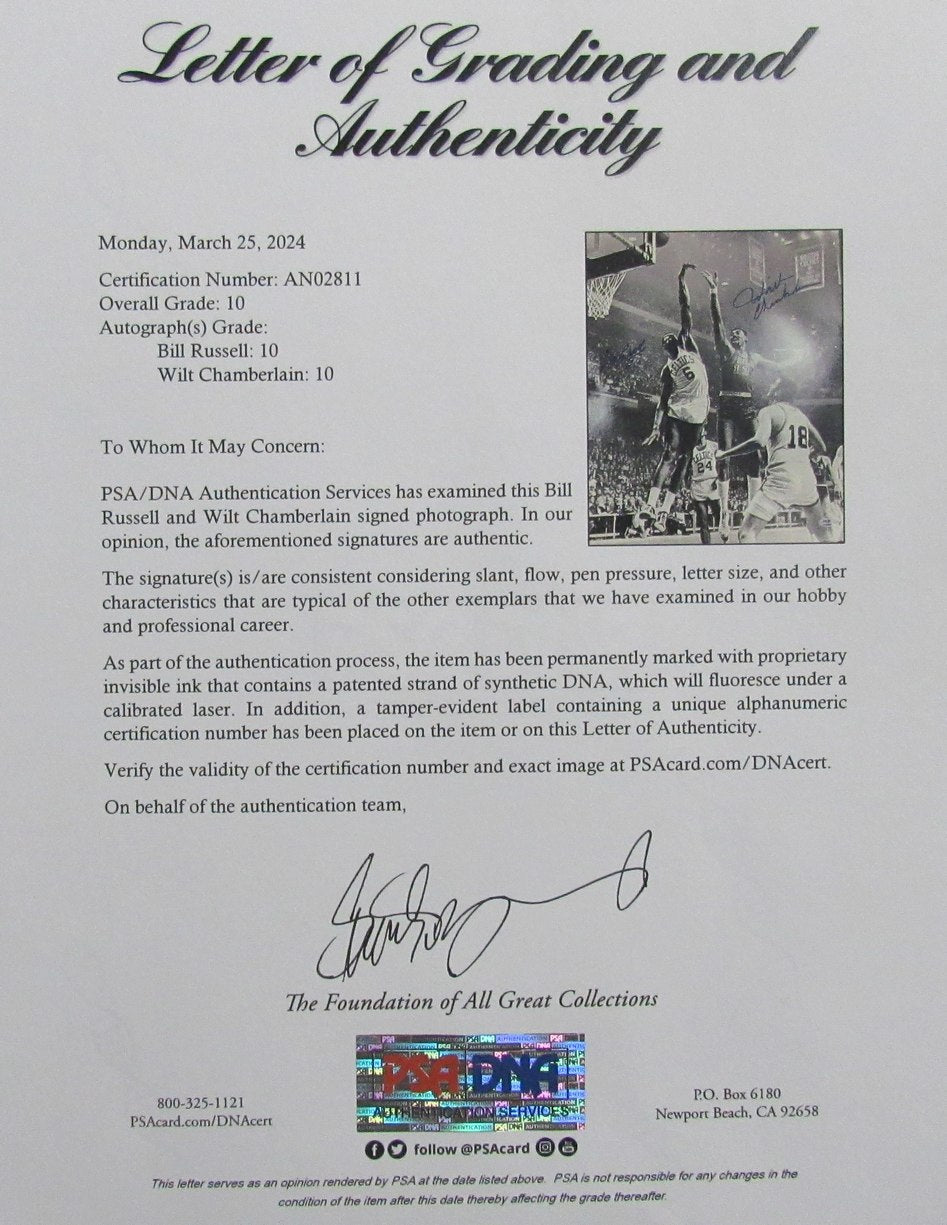 Letter of Grading and
Authenticity
Monday, March 25, 2024
Certification Number: AN02811
Overall Grade: 10
Autograph(s) Grade:
Bill Russell: 10
Wilt Chamberlain: 10
Wilt
Chamberlain
CELTICS
6
18
CELTICS
24
To Whom It May Concern:
PSA/DNA Authentication Services has examined this Bill
Russell and Wilt Chamberlain signed photograph. In our
opinion, the aforementioned signatures are authentic.
The signature(s) is/are consistent considering slant, flow, pen pressure, letter size, and other
characteristics that are typical of the other exemplars that we have examined in our hobby
and professional career.
As part of the authentication process, the item has been permanently marked with proprietary
invisible ink that contains a patented strand of synthetic DNA, which will fluoresce under a
calibrated laser. In addition, a tamper-evident label containing a unique alphanumeric
certification number has been placed on the item or on this Letter of Authenticity.
Verify the validity of the certification number and exact image at PSAcard.com/DNAcert.
On behalf of the authentication team,
The Foundation of All Great Collections
PSA DNA
AUTHENTICATION SERVICES
800-325-1121
PSAcard.com/DNAcert
P.O. Box 6180
Newport Beach, CA 92658
follow @PSAcard
This letter serves as an opinion rendered by PSA at the date listed above. PSA is not responsible for any changes in the
condition of the item after this date thereby affecting the grade thereafter.